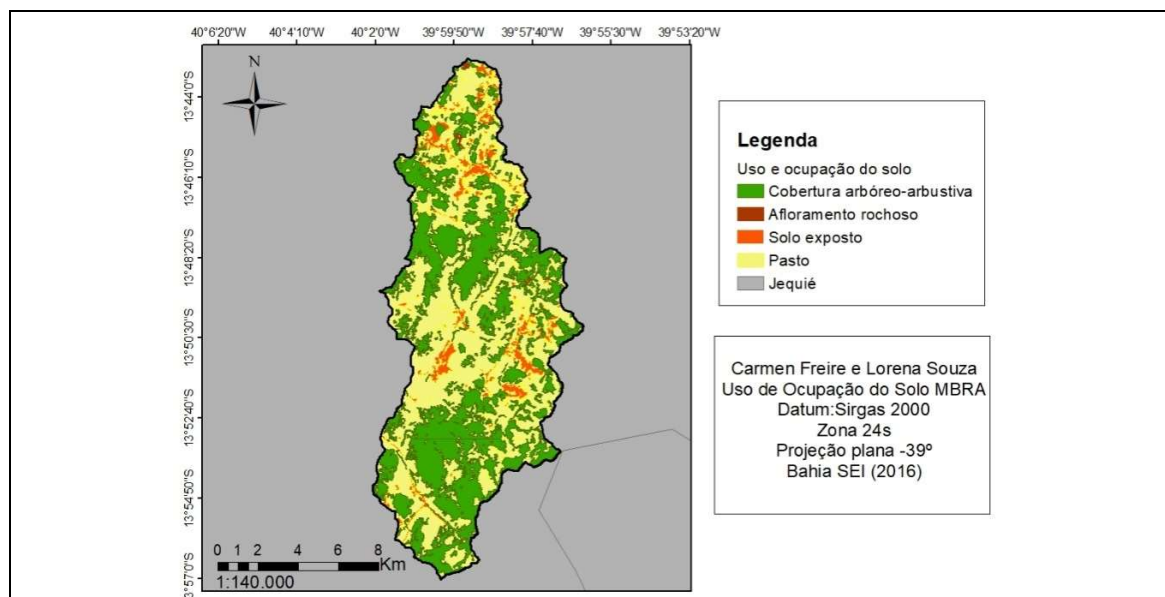 40°6'20"W 40°4'10"W 40°2'0"W 39°59'50"W 39°57'40"W 39°55'30"W 39°53'20"W
N
13°44'0"S
13°46'10"S
13°48'20"S
13°50'30"S
13°52'40"S
13°54'50"S
13°57'0"S
0 1 2 4 6 8
Km
1:140.000
Legenda
Uso e ocupação do solo
Cobertura arbóreo-arbustiva
Afloramento rochoso
Solo exposto
Pasto
Jequié
Carmen Freire e Lorena Souza
Uso de Ocupação do Solo MBRA
Datum:Sirgas 2000
Zona 24s
Projeção plana -39º
Bahia SEI (2016)